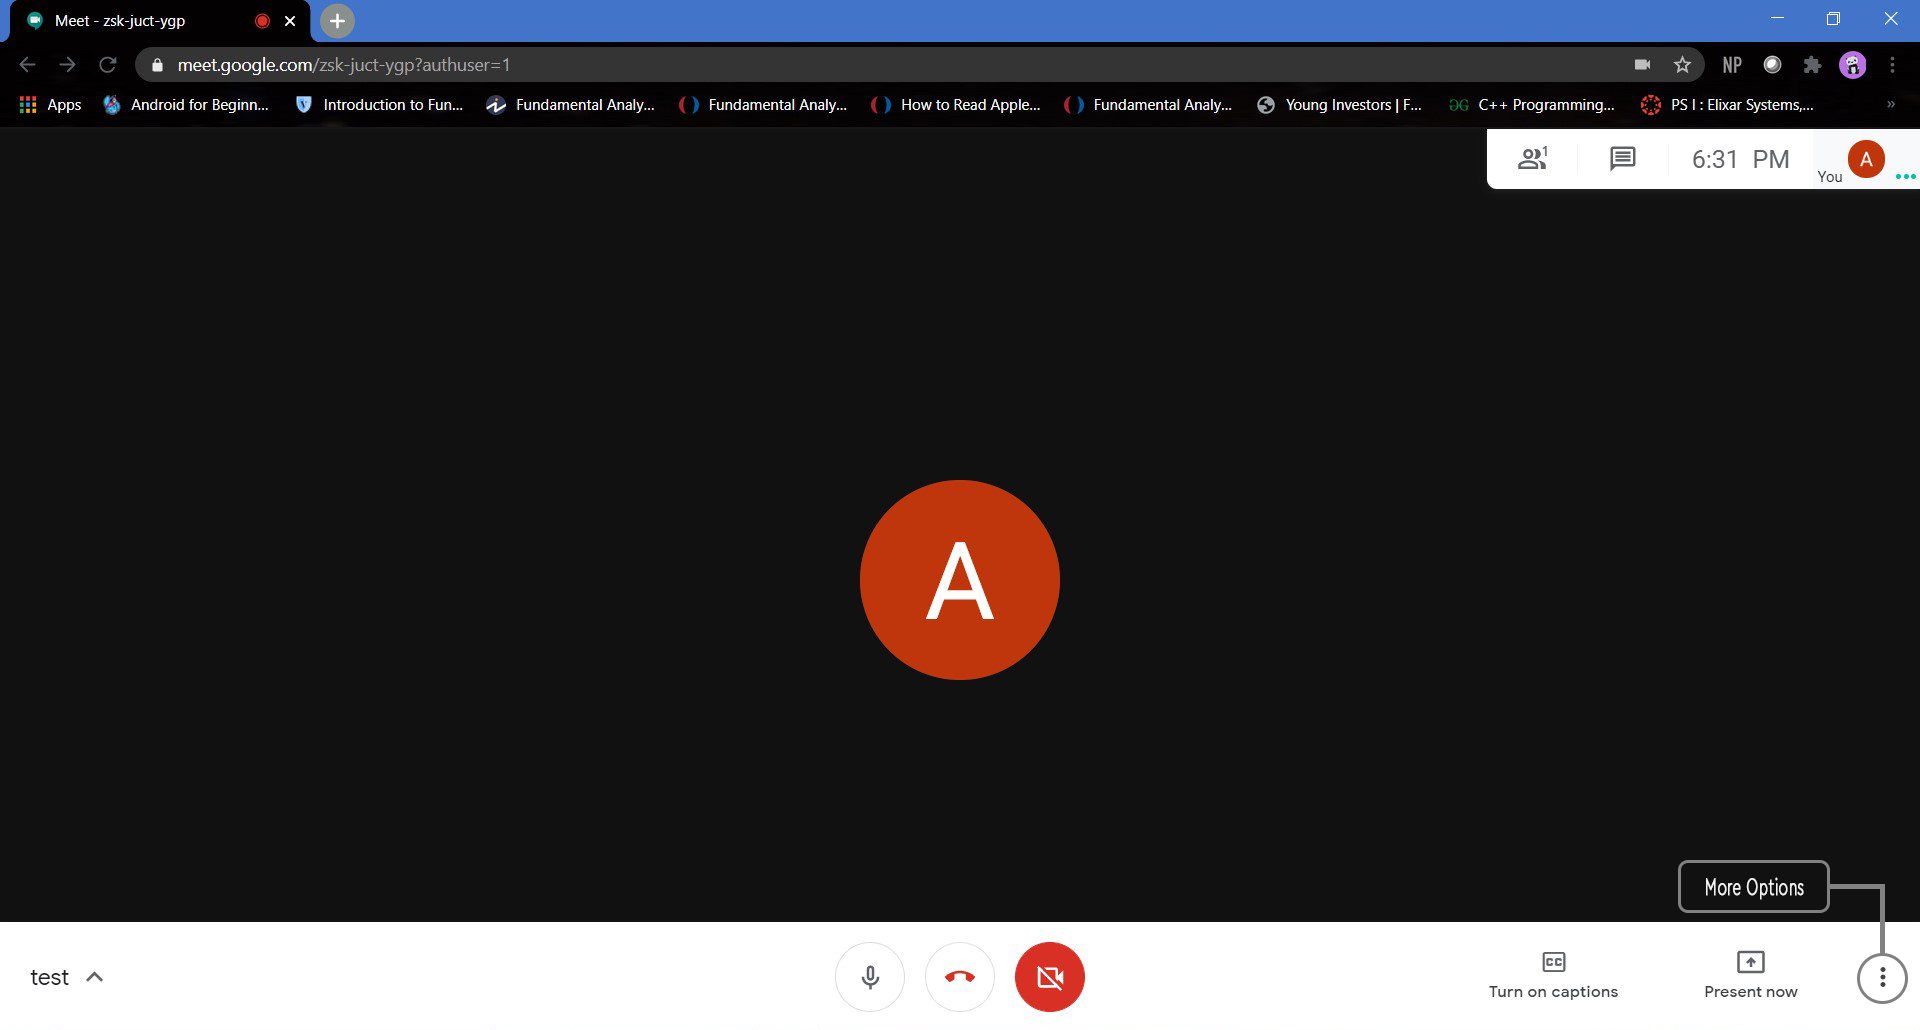 Meet - zsk-juct-ygp
meet.google.com/zsk-juct-ygp?authuser=1
NP
Apps
Android for Beginn...
Introduction to Fun...
Fundamental Analy...
Fundamental Analy...
How to Read Apple...
Fundamental Analy...
Young Investors | F...
C++ Programming...
PS I : Elixar Systems,...
1
6:31 PM
You
A
A
More Options
test
CC
Turn on captions
Present now